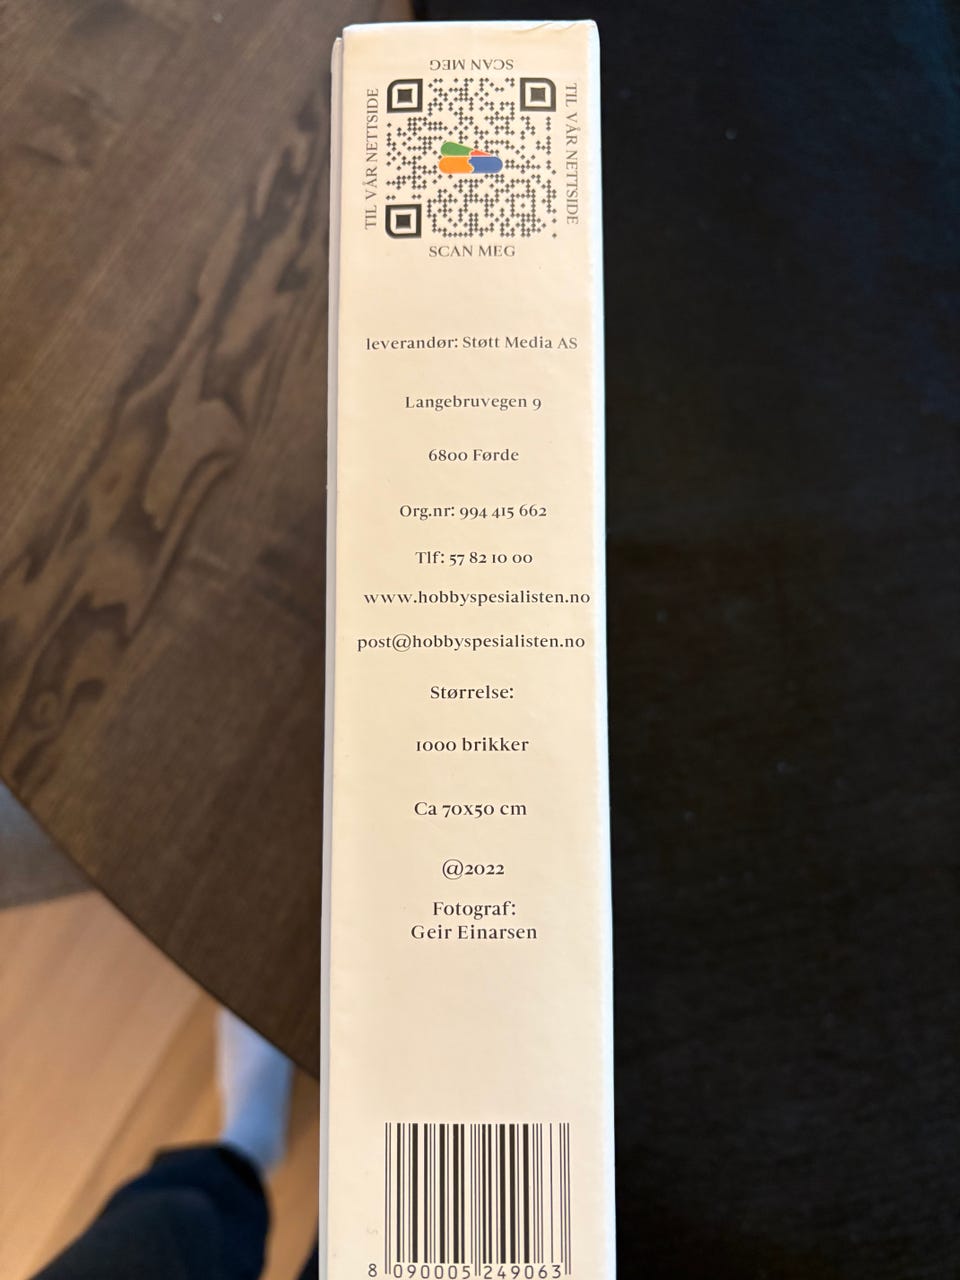 SCAN MEG
TIL VÅR NETTSIDE
TIL VÅR NETTSIDE
SCAN MEG
leverandør: Støtt Media AS
Langebruvegen 9
6800 Førde
Org.nr: 994 415 662
Tlf: 57 82 10 00
www.hobbyspesialisten.no
post@hobbyspesialisten.no
Størrelse:
1000 brikker
Ca 70x50 cm
@2022
Fotograf:
Geir Einarsen
8 090005 249063